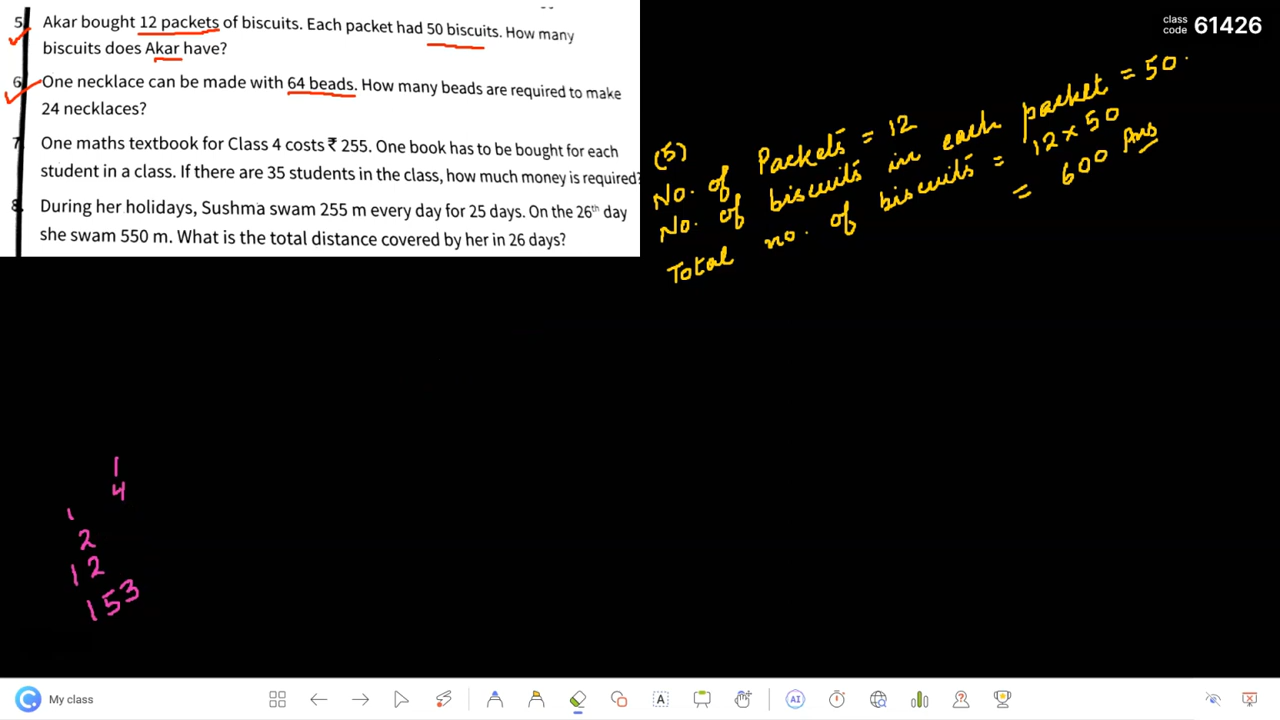 class
code 61426
5. Akar bought 12 packets of biscuits. Each packet had 50 biscuits. How many
biscuits does Akar have?
6. One necklace can be made with 64 beads. How many beads are required to make
24 necklaces?
7. One maths textbook for Class 4 costs ₹ 255. One book has to be bought for each
student in a class. If there are 35 students in the class, how much money is required?
8. During her holidays, Sushma swam 255 m every day for 25 days. On the 26th day
she swam 550 m. What is the total distance covered by her in 26 days?
(5)
No. of Packets = 12
No. of biscuits in each packet = 50.
Total no. of biscuits = 12 × 50
= 600 Ans
1
4
1
2
12
153
My class
A
AI